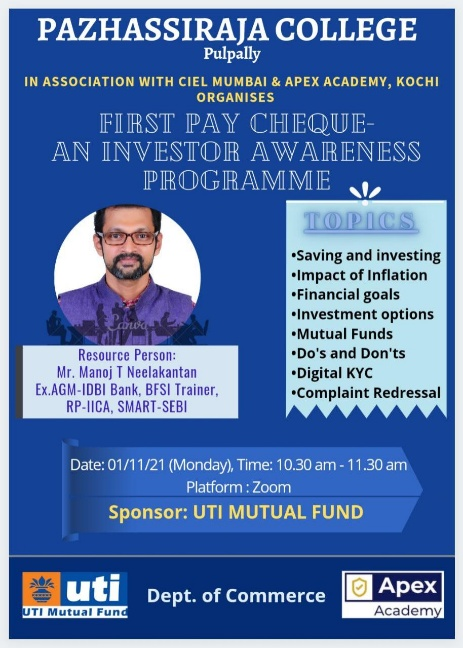 PAZHASSIRAJA COLLEGE
Pulpally
IN ASSOCIATION WITH CIEL MUMBAI & APEX ACADEMY, KOCHI
ORGANISES
FIRST PAY CHEQUE-
AN INVESTOR AWARENESS
PROGRAMME
TOPICS
•Saving and investing
•Impact of Inflation
•Financial goals
•Investment options
•Mutual Funds
•Do's and Don'ts
•Digital KYC
•Complaint Redressal
Canva
Resource Person:
Mr. Manoj T Neelakantan
Ex.AGM-IDBI Bank, BFSI Trainer,
RP-IICA, SMART-SEBI
Date: 01/11/21 (Monday), Time: 10.30 am - 11.30 am
Platform : Zoom
Sponsor: UTI MUTUAL FUND
uti
UTI Mutual Fund
Dept. of Commerce
Apex
Academy